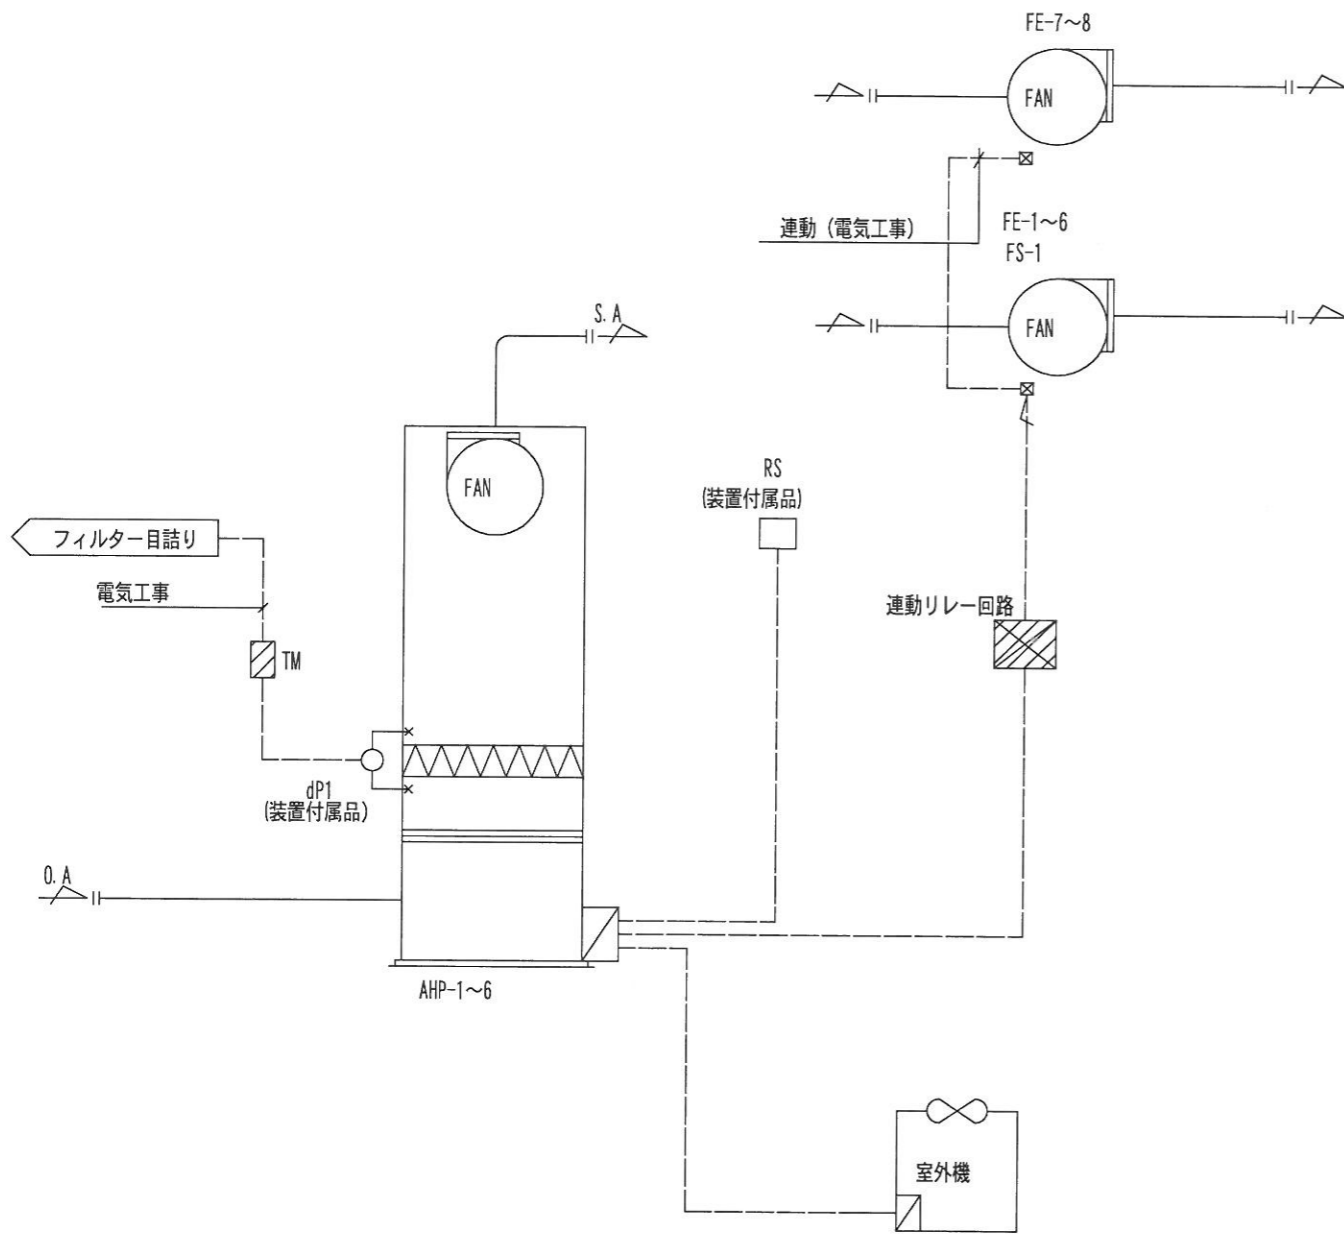 FE-7～8
FAN
連動（電気工事）
FE-1～6
FS-1
FAN
S.A
FAN
RS
(装置付属品)
フィルター目詰り
電気工事
TM
連動リレー回路
dP1
(装置付属品)
O.A
AHP-1～6
室外機